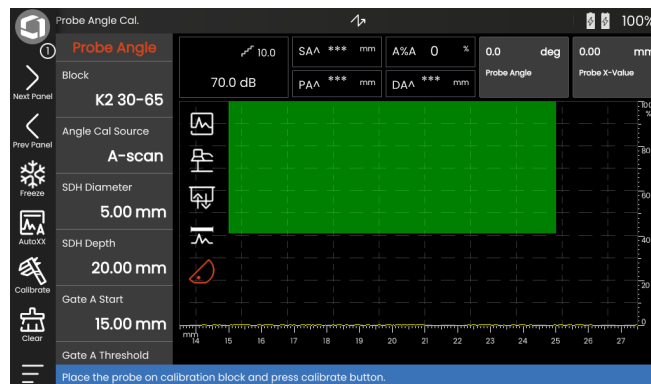 Probe Angle Cal.
100%
1
Next Panel
Prev Panel
Freeze
AutoXX
Calibrate
Clear
Probe Angle
Block
K2 30-65
Angle Cal Source
A-scan
SDH Diameter
5.00 mm
SDH Depth
20.00 mm
Gate A Start
15.00 mm
Gate A Threshold
10.0
70.0 dB
SA^ *** mm
PA^ *** mm
A%A 0 %
DA^ *** mm
0.0 deg
Probe Angle
0.00 mm
Probe X-Value
100
%
80
60
40
20
0
mm
14 15 16 17 18 19 20 21 22 23 24 25 26 27
Place the probe on calibration block and press calibrate button.